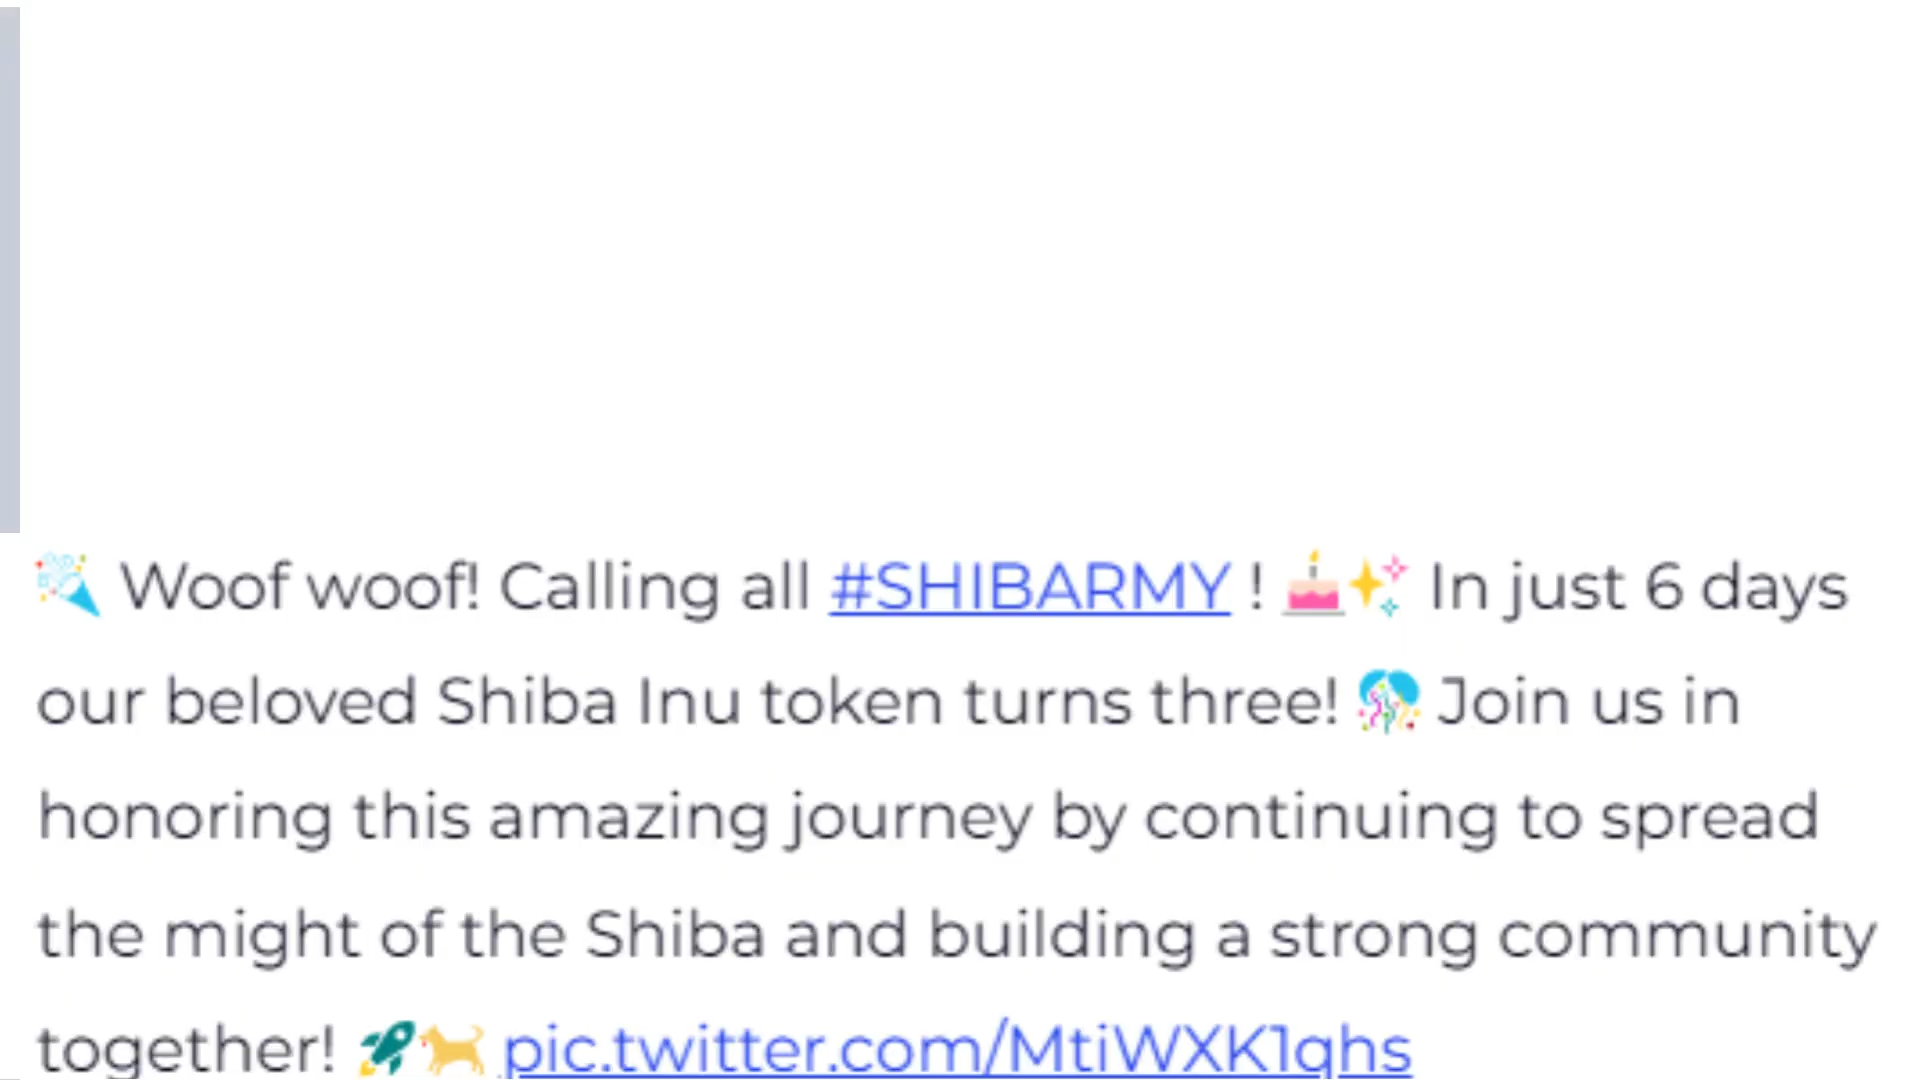 🎉 Woof woof! Calling all #SHIBARMY ! 🎂✨ In just 6 days
our beloved Shiba Inu token turns three! 🎊 Join us in
honoring this amazing journey by continuing to spread
the might of the Shiba and building a strong community
together! 🚀🐕 pic.twitter.com/MtiWXK1qhs